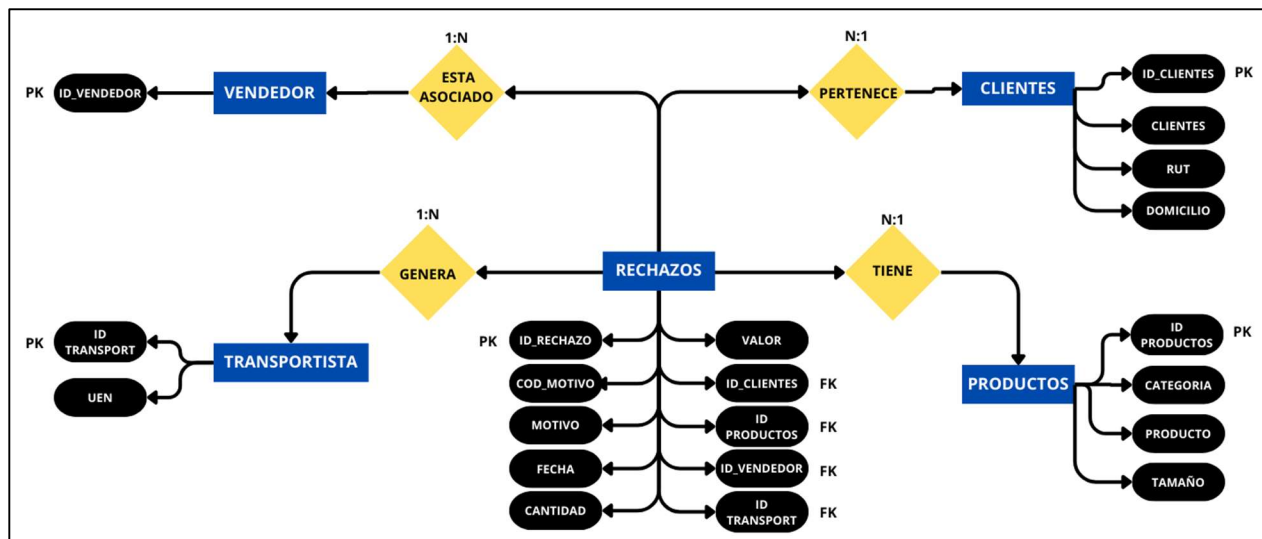 1:N
N:1
PK
ID_VENDEDOR
VENDEDOR
ESTA
ASOCIADO
PERTENECE
CLIENTES
ID_CLIENTES
PK
CLIENTES
RUT
DOMICILIO
1:N
N:1
GENERA
RECHAZOS
TIENE
PK
ID
TRANSPORT
UEN
TRANSPORTISTA
PK
ID_RECHAZO
VALOR
COD_MOTIVO
ID_CLIENTES
FK
MOTIVO
ID
PRODUCTOS
FK
FECHA
ID_VENDEDOR
FK
CANTIDAD
ID
TRANSPORT
FK
PRODUCTOS
ID
PRODUCTOS
PK
CATEGORIA
PRODUCTO
TAMAÑO